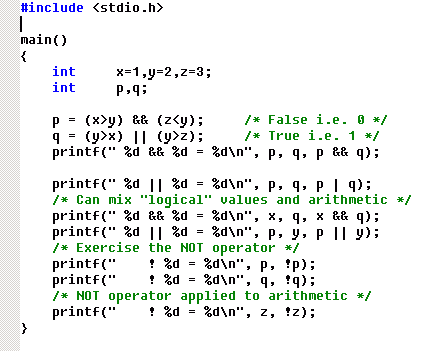 #include <stdio.h>
main()
{
int x=1,y=2,z=3;
int p,q;
p = (x>y) && (z<y); /* False i.e. 0 */
q = (y>x) || (y>z); /* True i.e. 1 */
printf(" %d && %d = %d\n", p, q, p && q);
printf(" %d || %d = %d\n", p, q, p | q);
/* Can mix "logical" values and arithmetic */
printf(" %d && %d = %d\n", x, q, x && q);
printf(" %d || %d = %d\n", p, y, p || y);
/* Exercise the NOT operator */
printf("    ! %d = %d\n", p, !p);
printf("    ! %d = %d\n", q, !q);
/* NOT operator applied to arithmetic */
printf("    ! %d = %d\n", z, !z);
}